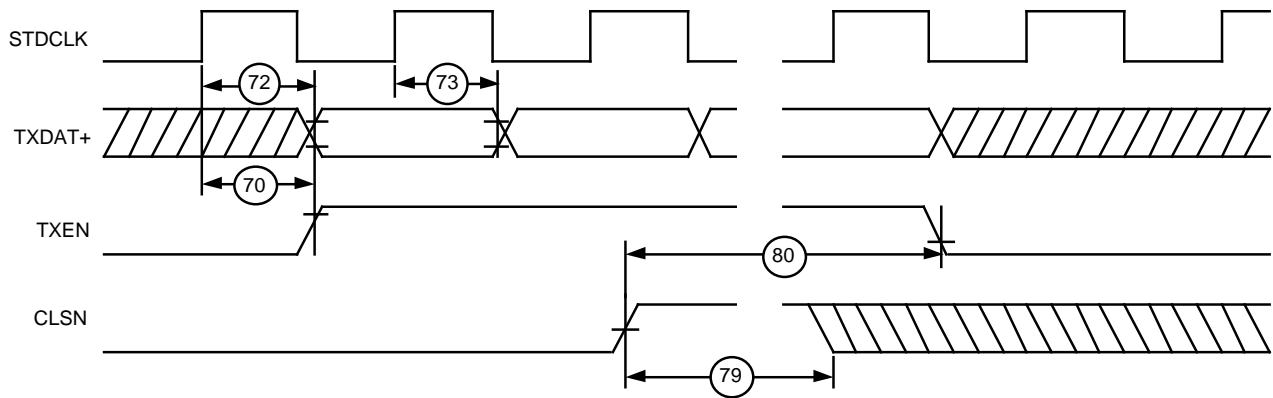 STDCLK
72
73
TXDAT+
70
TXEN
80
CLSN
79